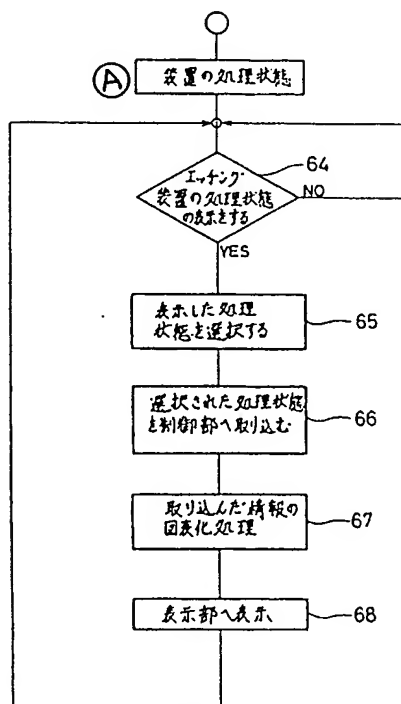 A 装置の処理状態
64
エッチング
装置の処理状態
の表示をする
NO
YES
表示した処理
状態を選択する
65
選択された処理状態
を制御部へ取り込む
66
取り込んだ情報の
図表化処理
67
表示部へ表示
68